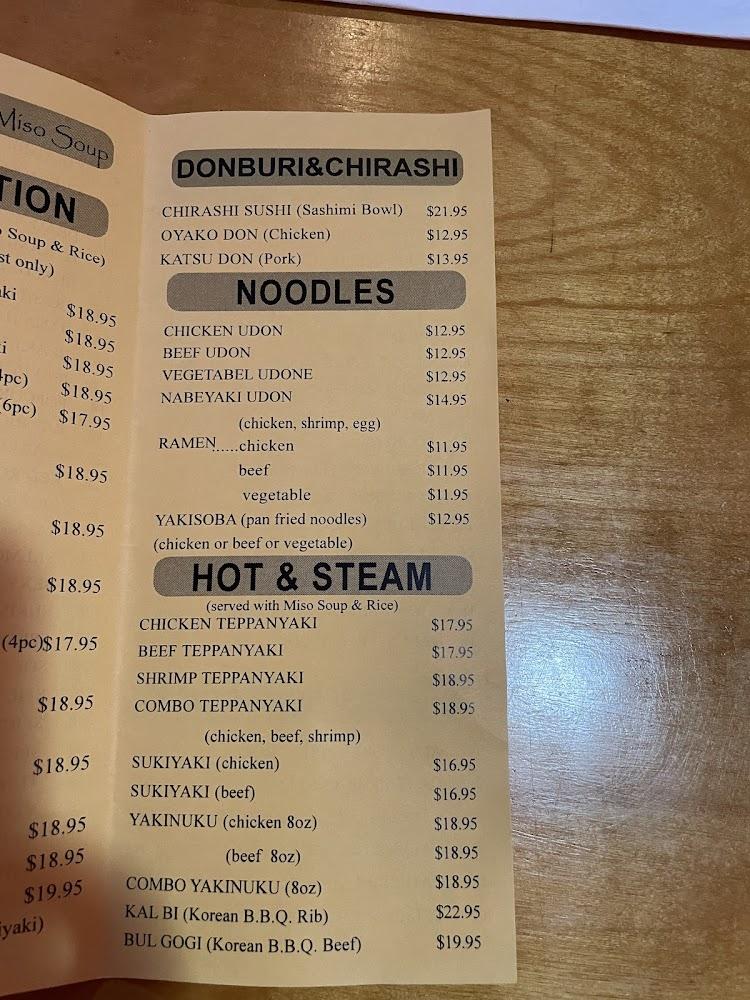 Miso Soup
TION
Soup & Rice)
st only)
ki
$18.95
$18.95
i
$18.95
4pc)
$18.95
(6pc) $17.95
$18.95
$18.95
$18.95
(4pc)$17.95
$18.95
$18.95
$18.95
$18.95
$19.95
iyaki)
DONBURI&CHIRASHI
CHIRASHI SUSHI (Sashimi Bowl) $21.95
OYAKO DON (Chicken) $12.95
KATSU DON (Pork) $13.95
NOODLES
CHICKEN UDON $12.95
BEEF UDON $12.95
VEGETABEL UDONE $12.95
NABEYAKI UDON $14.95
(chicken, shrimp, egg)
RAMEN......chicken $11.95
beef $11.95
vegetable $11.95
YAKISOBA (pan fried noodles) $12.95
(chicken or beef or vegetable)
HOT & STEAM
(served with Miso Soup & Rice)
CHICKEN TEPPANYAKI $17.95
BEEF TEPPANYAKI $17.95
SHRIMP TEPPANYAKI $18.95
COMBO TEPPANYAKI $18.95
(chicken, beef, shrimp)
SUKIYAKI (chicken) $16.95
SUKIYAKI (beef) $16.95
YAKINUKU (chicken 8oz) $18.95
(beef 8oz) $18.95
COMBO YAKINUKU (8oz) $18.95
KAL BI (Korean B.B.Q. Rib) $22.95
BUL GOGI (Korean B.B.Q. Beef) $19.95